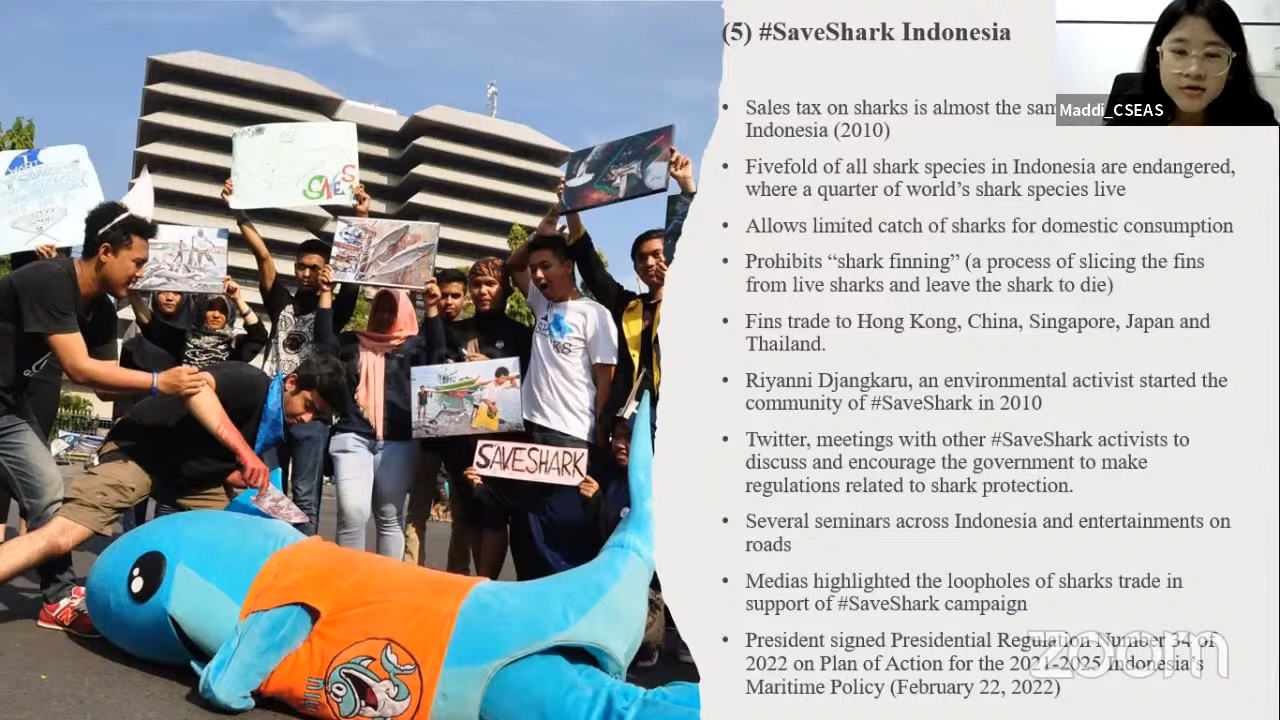 (5) #SaveShark Indonesia
Maddi_CSEAS
• Sales tax on sharks is almost the
Indonesia (2010)
• Fivefold of all shark species in Indonesia are endangered,
where a quarter of world’s shark species live
• Allows limited catch of sharks for domestic consumption
• Prohibits “shark finning” (a process of slicing the fins
from live sharks and leave the shark to die)
• Fins trade to Hong Kong, China, Singapore, Japan and
Thailand.
• Riyanni Djangkaru, an environmental activist started the
community of #SaveShark in 2010
• Twitter, meetings with other #SaveShark activists to
discuss and encourage the government to make
regulations related to shark protection.
• Several seminars across Indonesia and entertainments on
roads
• Medias highlighted the loopholes of sharks trade in
support of #SaveShark campaign
• President signed Presidential Regulation Number 34 of
2022 on Plan of Action for the 2021-2025 Indonesia’s
Maritime Policy (February 22, 2022)
zoom
SAVESHARK